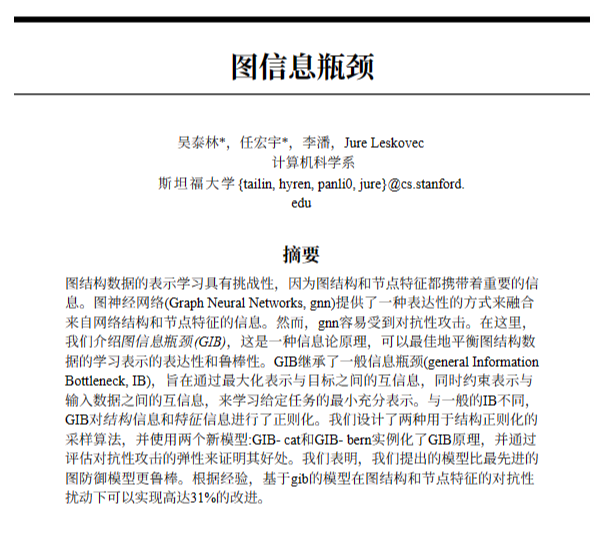 图信息瓶颈
吴泰林*，任宏宇*，李潘，Jure Leskovec
计算机科学系
斯坦福大学{tailin, hyren, panli0, jure}@cs.stanford.
edu
摘要
图结构数据的表示学习具有挑战性，因为图结构和节点特征都携带着重要的信
息。图神经网络(Graph Neural Networks, gnn)提供了一种表达性的方式来融合
来自网络结构和节点特征的信息。然而，gnn容易受到对抗性攻击。在这里，
我们介绍图信息瓶颈(GIB)，这是一种信息论原理，可以最佳地平衡图结构数
据的学习表示的表达性和鲁棒性。GIB继承了一般信息瓶颈(general Information
Bottleneck, IB)，旨在通过最大化表示与目标之间的互信息，同时约束表示与
输入数据之间的互信息，来学习给定任务的最小充分表示。与一般的IB不同，
GIB对结构信息和特征信息进行了正则化。我们设计了两种用于结构正则化的
采样算法，并使用两个新模型:GIB- cat和GIB- bern实例化了GIB原理，并通过
评估对抗性攻击的弹性来证明其好处。我们表明，我们提出的模型比最先进的
图防御模型更鲁棒。根据经验，基于gib的模型在图结构和节点特征的对抗性
扰动下可以实现高达31%的改进。